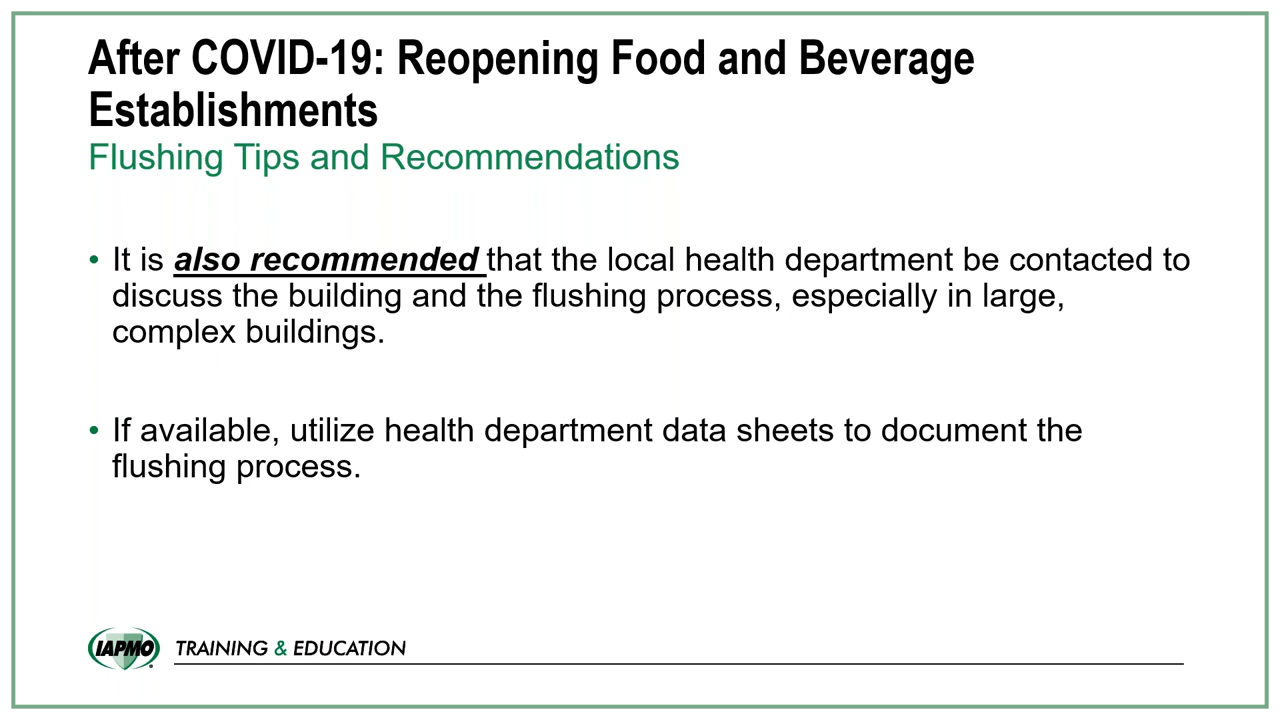 After COVID-19: Reopening Food and Beverage
Establishments
Flushing Tips and Recommendations
• It is also recommended that the local health department be contacted to
discuss the building and the flushing process, especially in large,
complex buildings.
• If available, utilize health department data sheets to document the
flushing process.
IAPMO TRAINING & EDUCATION